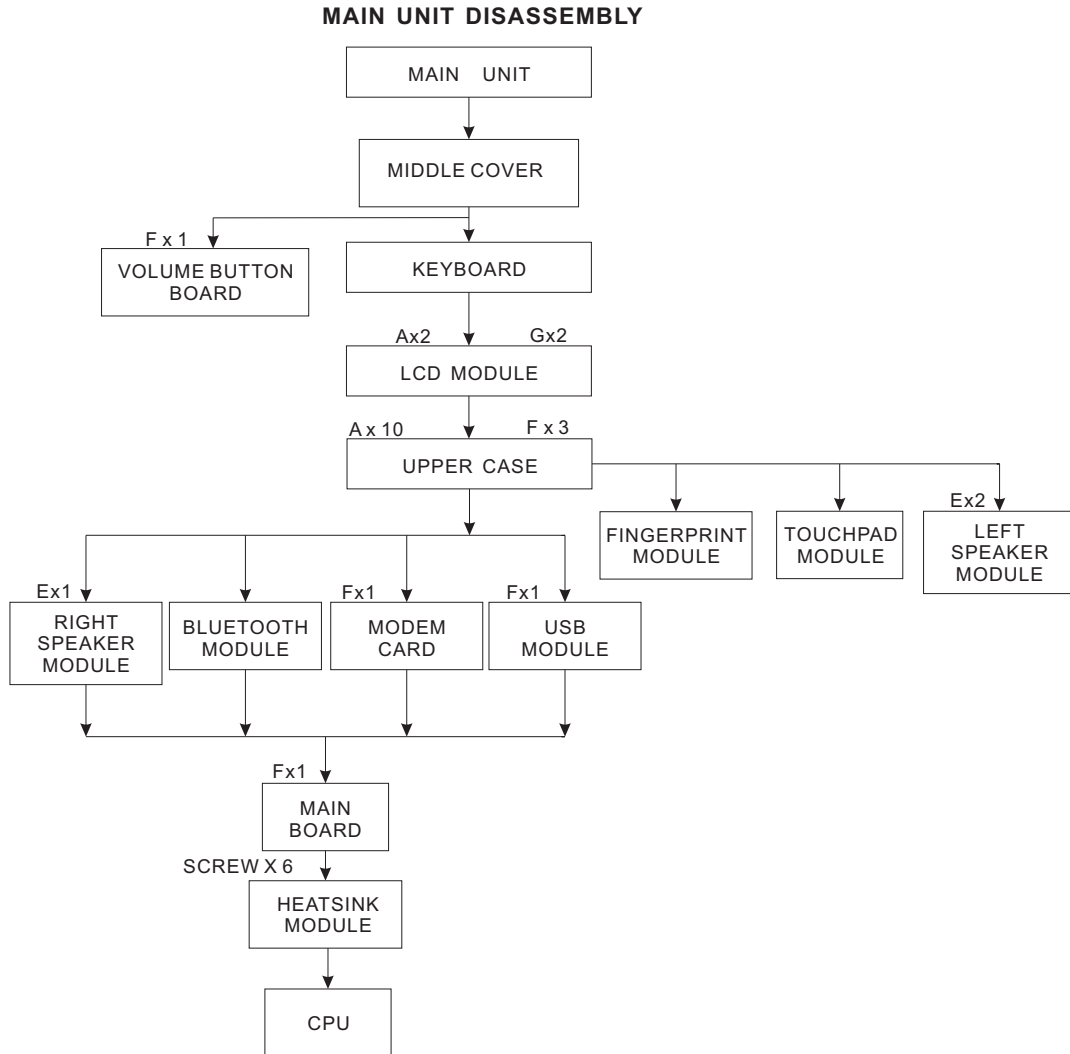 MAIN UNIT DISASSEMBLY
MAIN UNIT
MIDDLE COVER
F x 1
VOLUME BUTTON
BOARD
KEYBOARD
Ax2 Gx2
LCD MODULE
A x 10 F x 3
UPPER CASE
FINGERPRINT
MODULE
TOUCHPAD
MODULE
Ex2
LEFT
SPEAKER
MODULE
Ex1
RIGHT
SPEAKER
MODULE
BLUETOOTH
MODULE
Fx1
MODEM
CARD
Fx1
USB
MODULE
Fx1
MAIN
BOARD
SCREW X 6
HEATSINK
MODULE
CPU